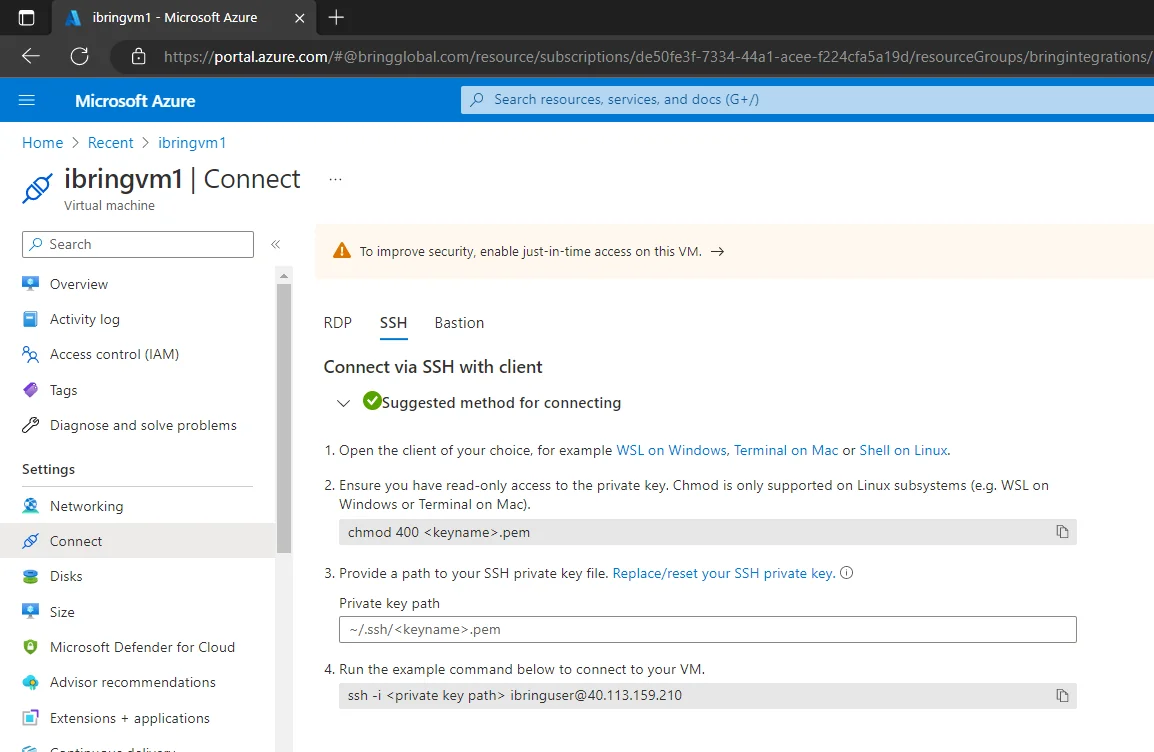 ibringvm1 - Microsoft Azure
https://portal.azure.com/#@bringglobal.com/resource/subscriptions/de50fe3f-7334-44a1-acee-f224cfa5a19d/resourceGroups/bringintegrations/
Microsoft Azure
Search resources, services, and docs (G+/)
Home > Recent > ibringvm1
ibringvm1 | Connect ...
Virtual machine
Search
«
Overview
Activity log
Access control (IAM)
Tags
Diagnose and solve problems
Settings
Networking
Connect
Disks
Size
Microsoft Defender for Cloud
Advisor recommendations
Extensions + applications
Continuous delivery
To improve security, enable just-in-time access on this VM. →
RDP SSH Bastion
Connect via SSH with client
Suggested method for connecting
1. Open the client of your choice, for example WSL on Windows, Terminal on Mac or Shell on Linux.
2. Ensure you have read-only access to the private key. Chmod is only supported on Linux subsystems (e.g. WSL on
Windows or Terminal on Mac).
chmod 400 <keyname>.pem
3. Provide a path to your SSH private key file. Replace/reset your SSH private key.
Private key path
~/.ssh/<keyname>.pem
4. Run the example command below to connect to your VM.
ssh -i <private key path> ibringuser@40.113.159.210